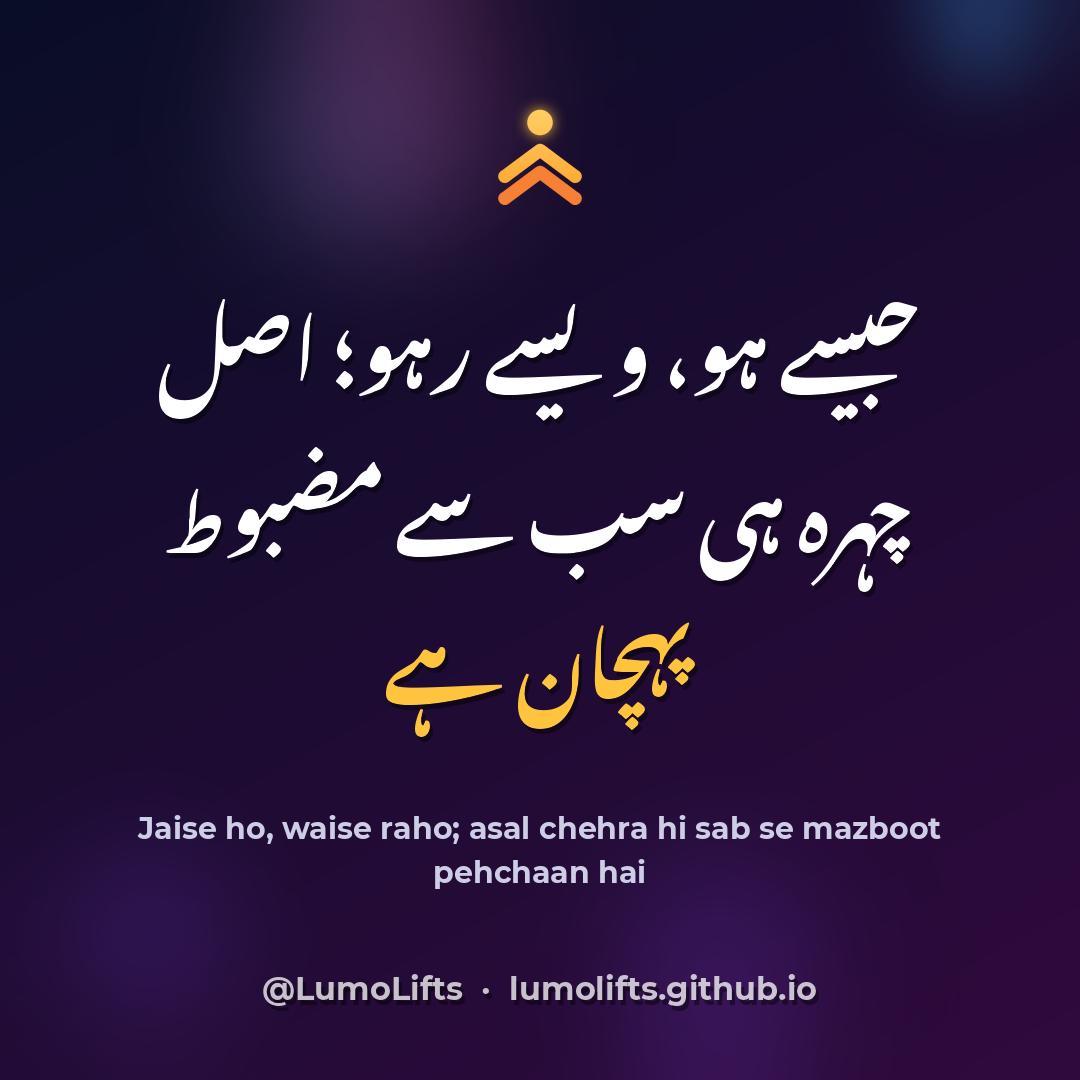 جیسے ہو، ویسے رہو؛ اصل
چہرہ ہی سب سے مضبوط
پہچان ہے
Jaise ho, waise raho; asal chehra hi sab se mazboot
pehchaan hai
@LumoLifts · lumolifts.github.io